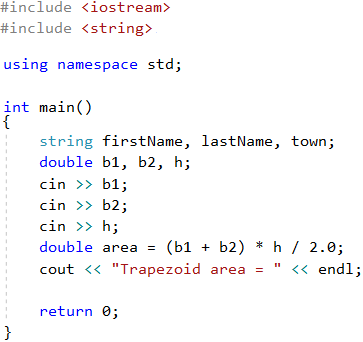 #include <iostream>
#include <string>
using namespace std;
int main()
{
string firstName, lastName, town;
double b1, b2, h;
cin >> b1;
cin >> b2;
cin >> h;
double area = (b1 + b2) * h / 2.0;
cout << "Trapezoid area = " << endl;
return 0;
}